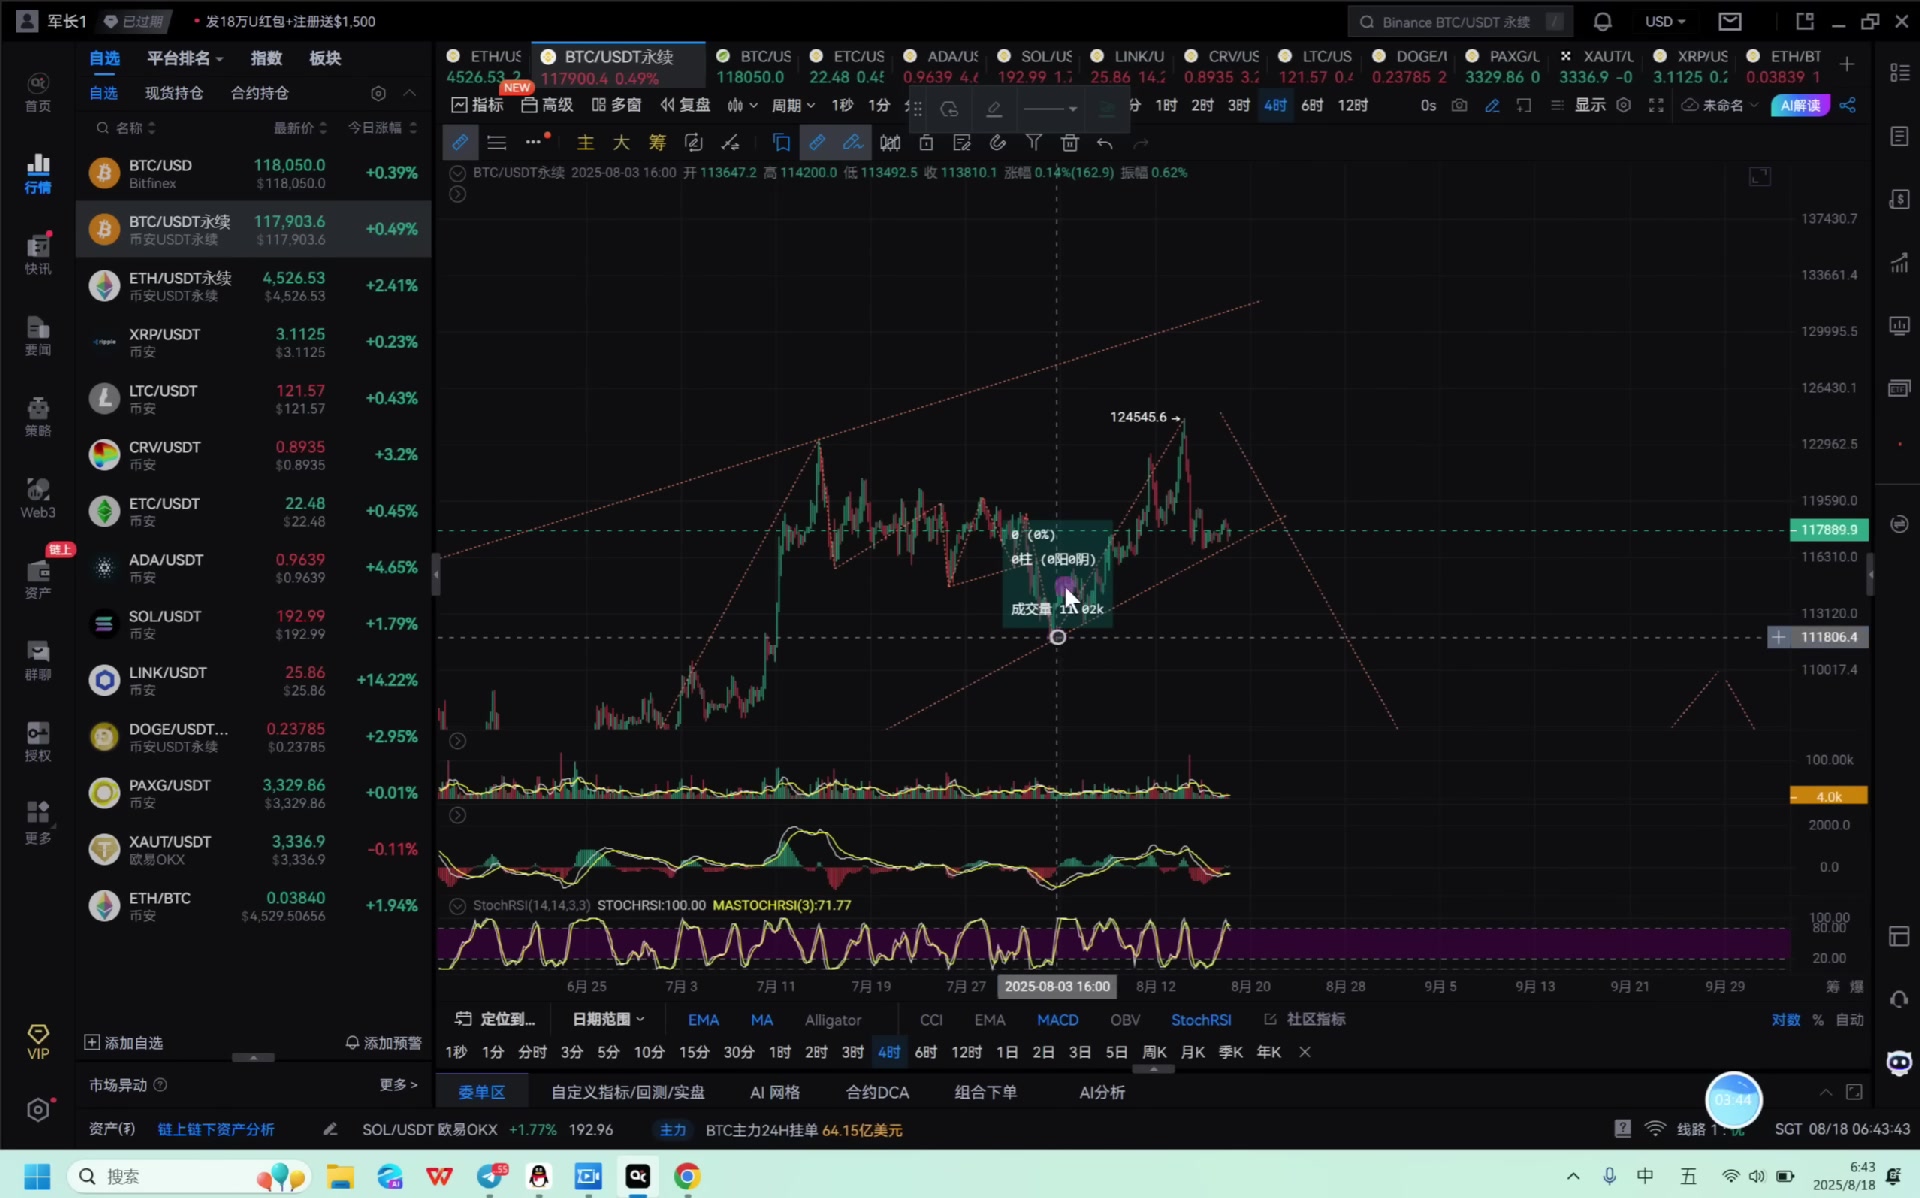 军长1 已过期 • 发18万U红包+注册送$1,500
Binance BTC/USDT 永续 /
USD
自选 平台排名 指数 板块
自选 现货持仓 合约持仓
名称 最新价 今日涨幅
BTC/USD 118,050.0 +0.39%
Bitfinex $118,050.0
BTC/USDT永续 117,903.6 +0.49%
币安USDT永续 $117,903.6
ETH/USDT永续 4,526.53 +2.41%
币安USDT永续 $4,526.53
XRP/USDT 3.1125 +0.23%
币安 $3.1125
LTC/USDT 121.57 +0.43%
币安 $121.57
CRV/USDT 0.8935 +3.2%
币安 $0.8935
ETC/USDT 22.48 +0.45%
币安 $22.48
ADA/USDT 0.9639 +4.65%
币安 $0.9639
SOL/USDT 192.99 +1.79%
币安 $192.99
LINK/USDT 25.86 +14.22%
币安 $25.86
DOGE/USDT... 0.23785 +2.95%
币安USDT永续 $0.23785
PAXG/USDT 3,329.86 +0.01%
币安 $3,329.86
XAUT/USDT 3,336.9 -0.11%
欧易OKX $3,336.9
ETH/BTC 0.03840 +1.94%
币安 $4,529.50656
添加自选 添加预警
市场异动 更多 >
首页
行情
快讯
要闻
策略
Web3
链上
资产
群聊
授权
更多
VIP
ETH/US BTC/USDT永续 BTC/US ETC/US ADA/US SOL/US LINK/U CRV/US LTC/US DOGE/I PAXG/L XAUT/L XRP/US ETH/BT
4526.53 2 117900.4 0.49% 118050.0 22.48 0.45 0.9639 4.6 192.99 1.7 25.86 14.2 0.8935 3.2 121.57 0.4 0.23785 2 3329.86 0 3336.9 -0 3.1125 0.2 0.03839 1
NEW
指标 高级 多窗 复盘 周期 1秒 1分 1时 2时 3时 4时 6时 12时 0s 显示 未命名 AI解读
主 大 筹
BTC/USDT永续 2025-08-03 16:00 开 113647.2 高 114200.0 低 113492.5 收 113810.1 涨幅 0.14%(162.9) 振幅 0.62%
137430.7
133661.4
129995.5
126430.1
124545.6
122962.5
119590.0
117889.9
116310.0
113120.0
111806.4
110017.4
0 (0%)
0柱 (0阳0阴)
成交量 11.02k
100.00k
4.0k
2000.0
0.0
StochRSI(14,14,3,3) STOCHRSI:100.00 MASTOCHRSI(3):71.77
100.00
80.00
20.00
6月 25 7月 3 7月 11 7月 19 7月 27 2025-08-03 16:00 8月 12 8月 20 8月 28 9月 5 9月 13 9月 21 9月 29 筹 爆
定位到... 日期范围 EMA MA Alligator CCI EMA MACD OBV StochRSI 社区指标 对数 % 自动
1秒 1分 分时 3分 5分 10分 15分 30分 1时 2时 3时 4时 6时 12时 1日 2日 3日 5日 周K 月K 季K 年K
委单区 自定义指标/回测/实盘 AI 网格 合约DCA 组合下单 AI分析
03:44
资产(₮) 链上链下资产分析 SOL/USDT 欧易OKX +1.77% 192.96 主力 BTC主力24H挂单 64.15亿美元 线路 1 SGT 08/18 06:43:43
搜索
55
中 五
6:43
2025/8/18